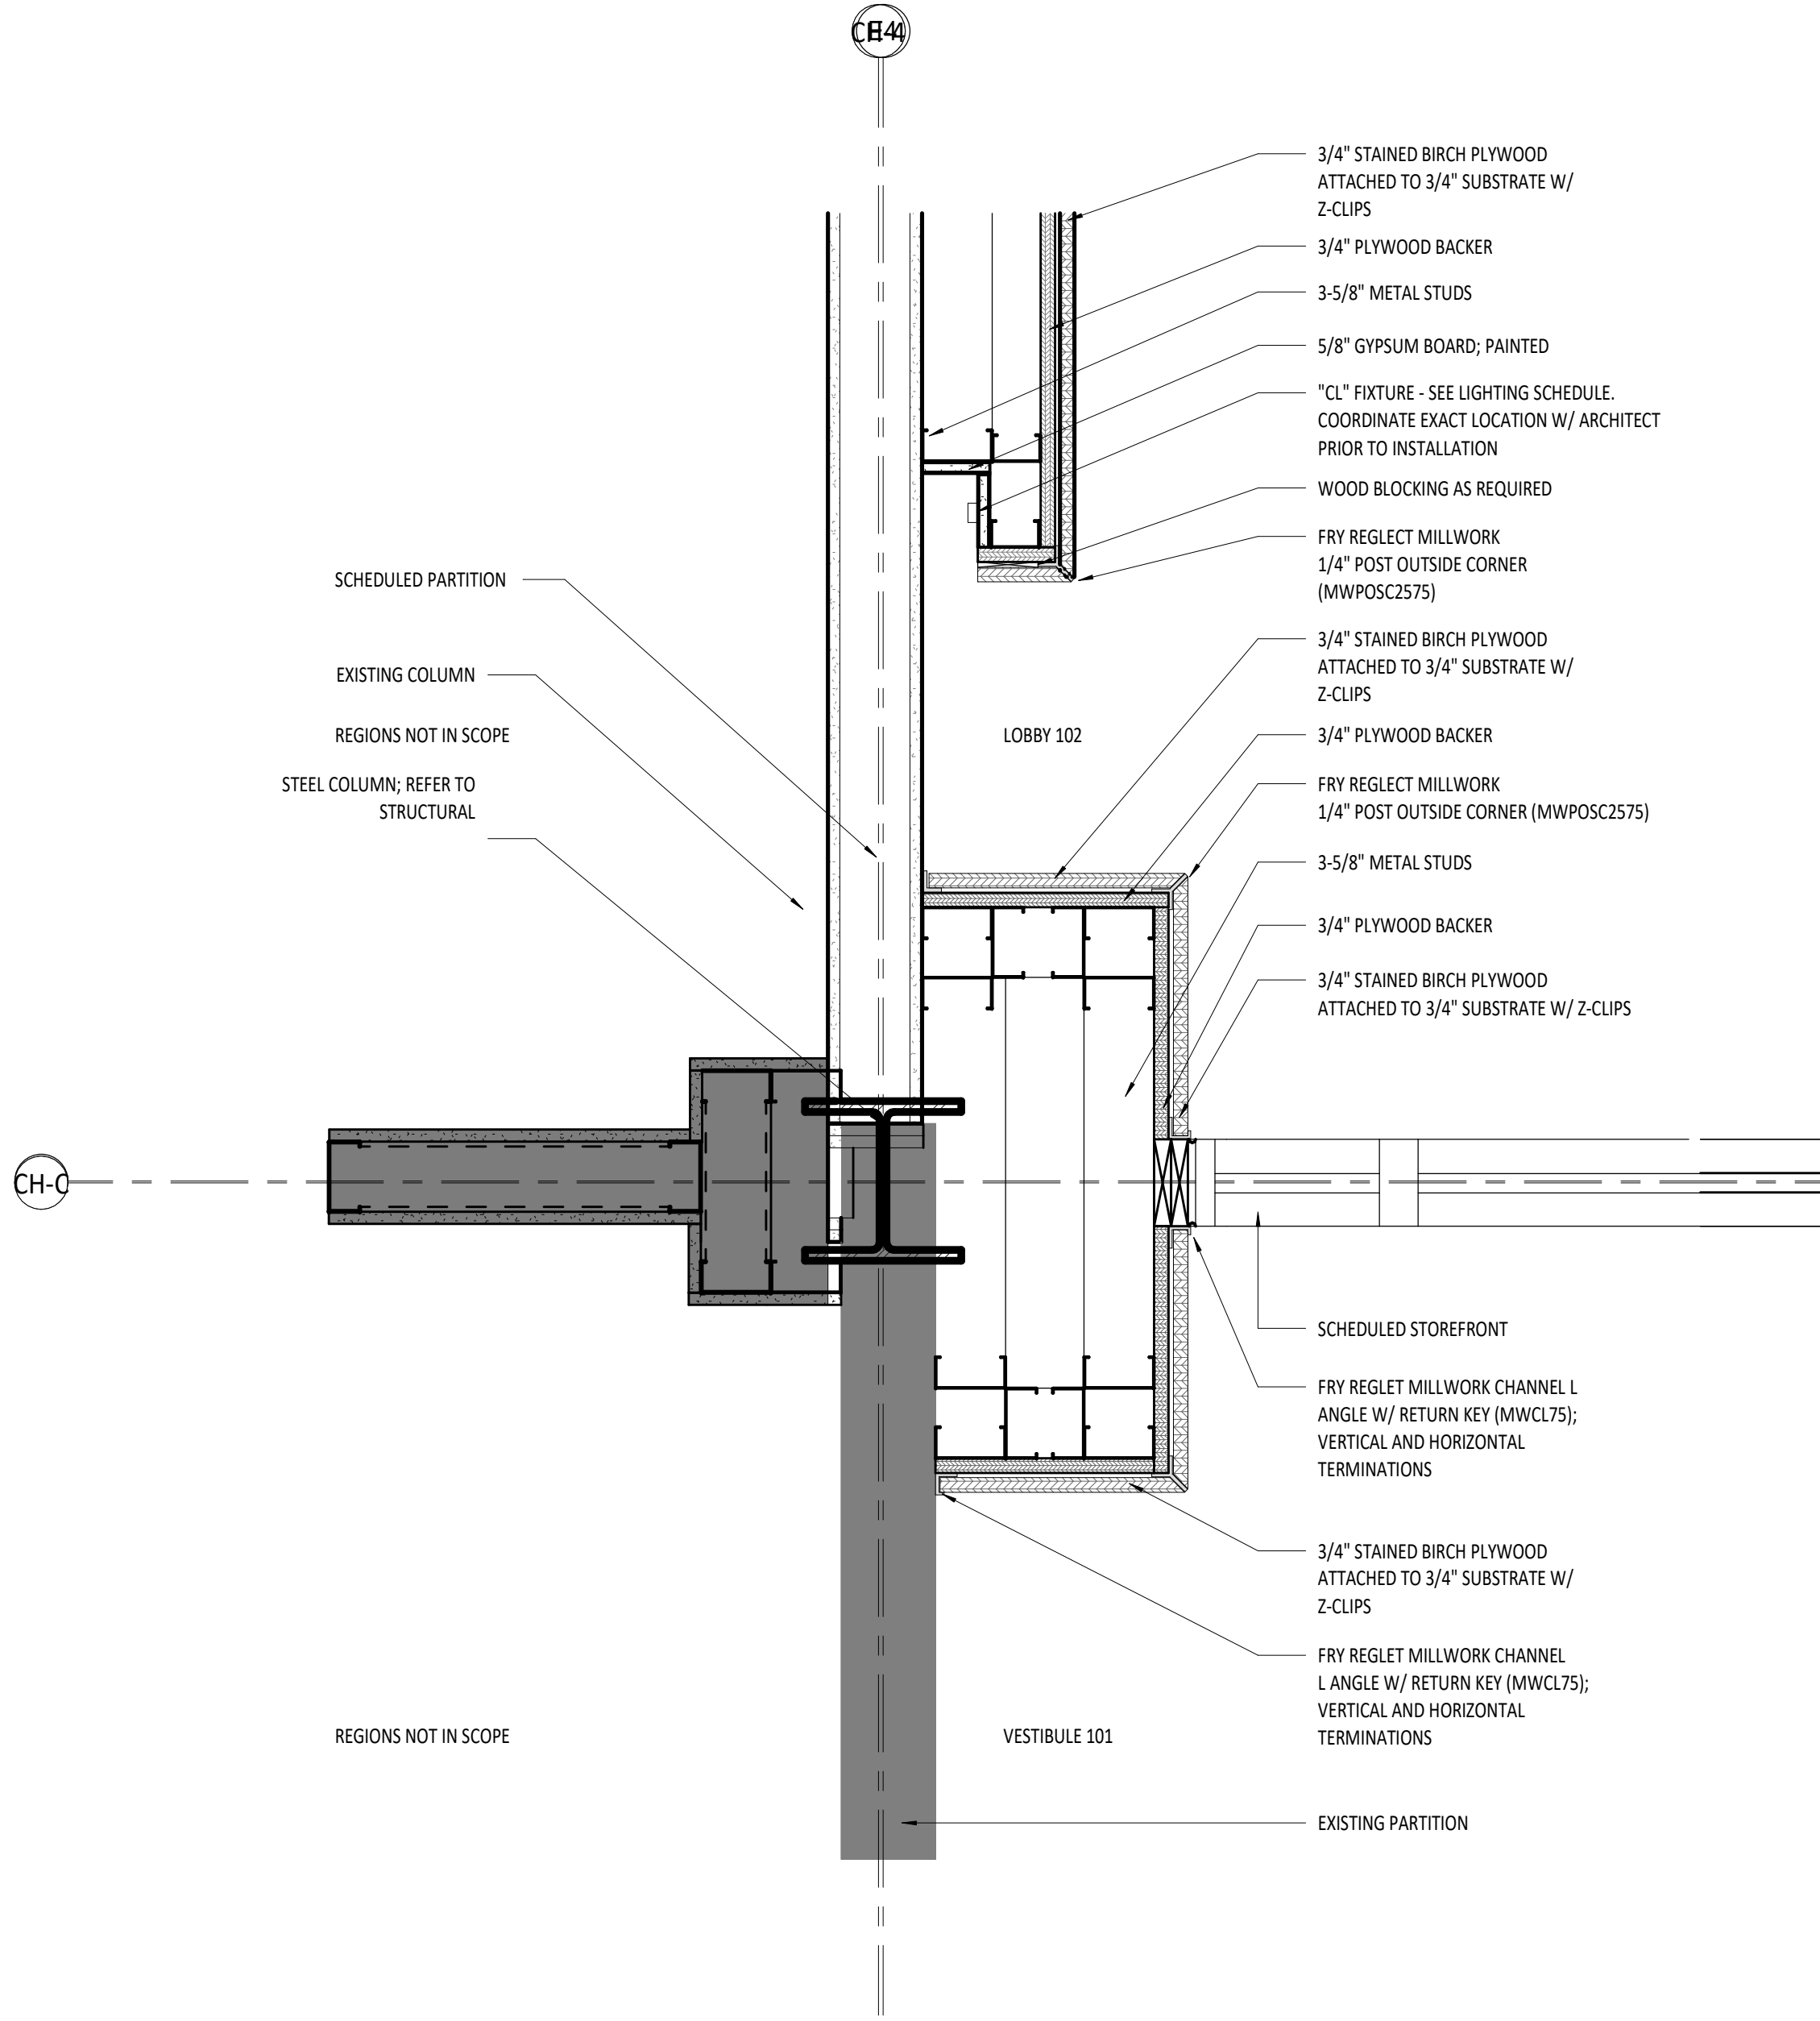 3/4" STAINED BIRCH PLYWOOD
ATTACHED TO 3/4" SUBSTRATE W/
Z-CLIPS
3/4" PLYWOOD BACKER
3-5/8" METAL STUDS
5/8" GYPSUM BOARD; PAINTED
"CL" FIXTURE - SEE LIGHTING SCHEDULE.
COORDINATE EXACT LOCATION W/ ARCHITECT
PRIOR TO INSTALLATION
WOOD BLOCKING AS REQUIRED
FRY REGLECT MILLWORK
1/4" POST OUTSIDE CORNER
(MWPOSC2575)
SCHEDULED PARTITION
EXISTING COLUMN
REGIONS NOT IN SCOPE
STEEL COLUMN; REFER TO
STRUCTURAL
LOBBY 102
3/4" STAINED BIRCH PLYWOOD
ATTACHED TO 3/4" SUBSTRATE W/
Z-CLIPS
3/4" PLYWOOD BACKER
FRY REGLECT MILLWORK
1/4" POST OUTSIDE CORNER (MWPOSC2575)
3-5/8" METAL STUDS
3/4" PLYWOOD BACKER
3/4" STAINED BIRCH PLYWOOD
ATTACHED TO 3/4" SUBSTRATE W/ Z-CLIPS
CH-C
SCHEDULED STOREFRONT
FRY REGLET MILLWORK CHANNEL L
ANGLE W/ RETURN KEY (MWCL75);
VERTICAL AND HORIZONTAL
TERMINATIONS
3/4" STAINED BIRCH PLYWOOD
ATTACHED TO 3/4" SUBSTRATE W/
Z-CLIPS
FRY REGLET MILLWORK CHANNEL
L ANGLE W/ RETURN KEY (MWCL75);
VERTICAL AND HORIZONTAL
TERMINATIONS
REGIONS NOT IN SCOPE
VESTIBULE 101
EXISTING PARTITION